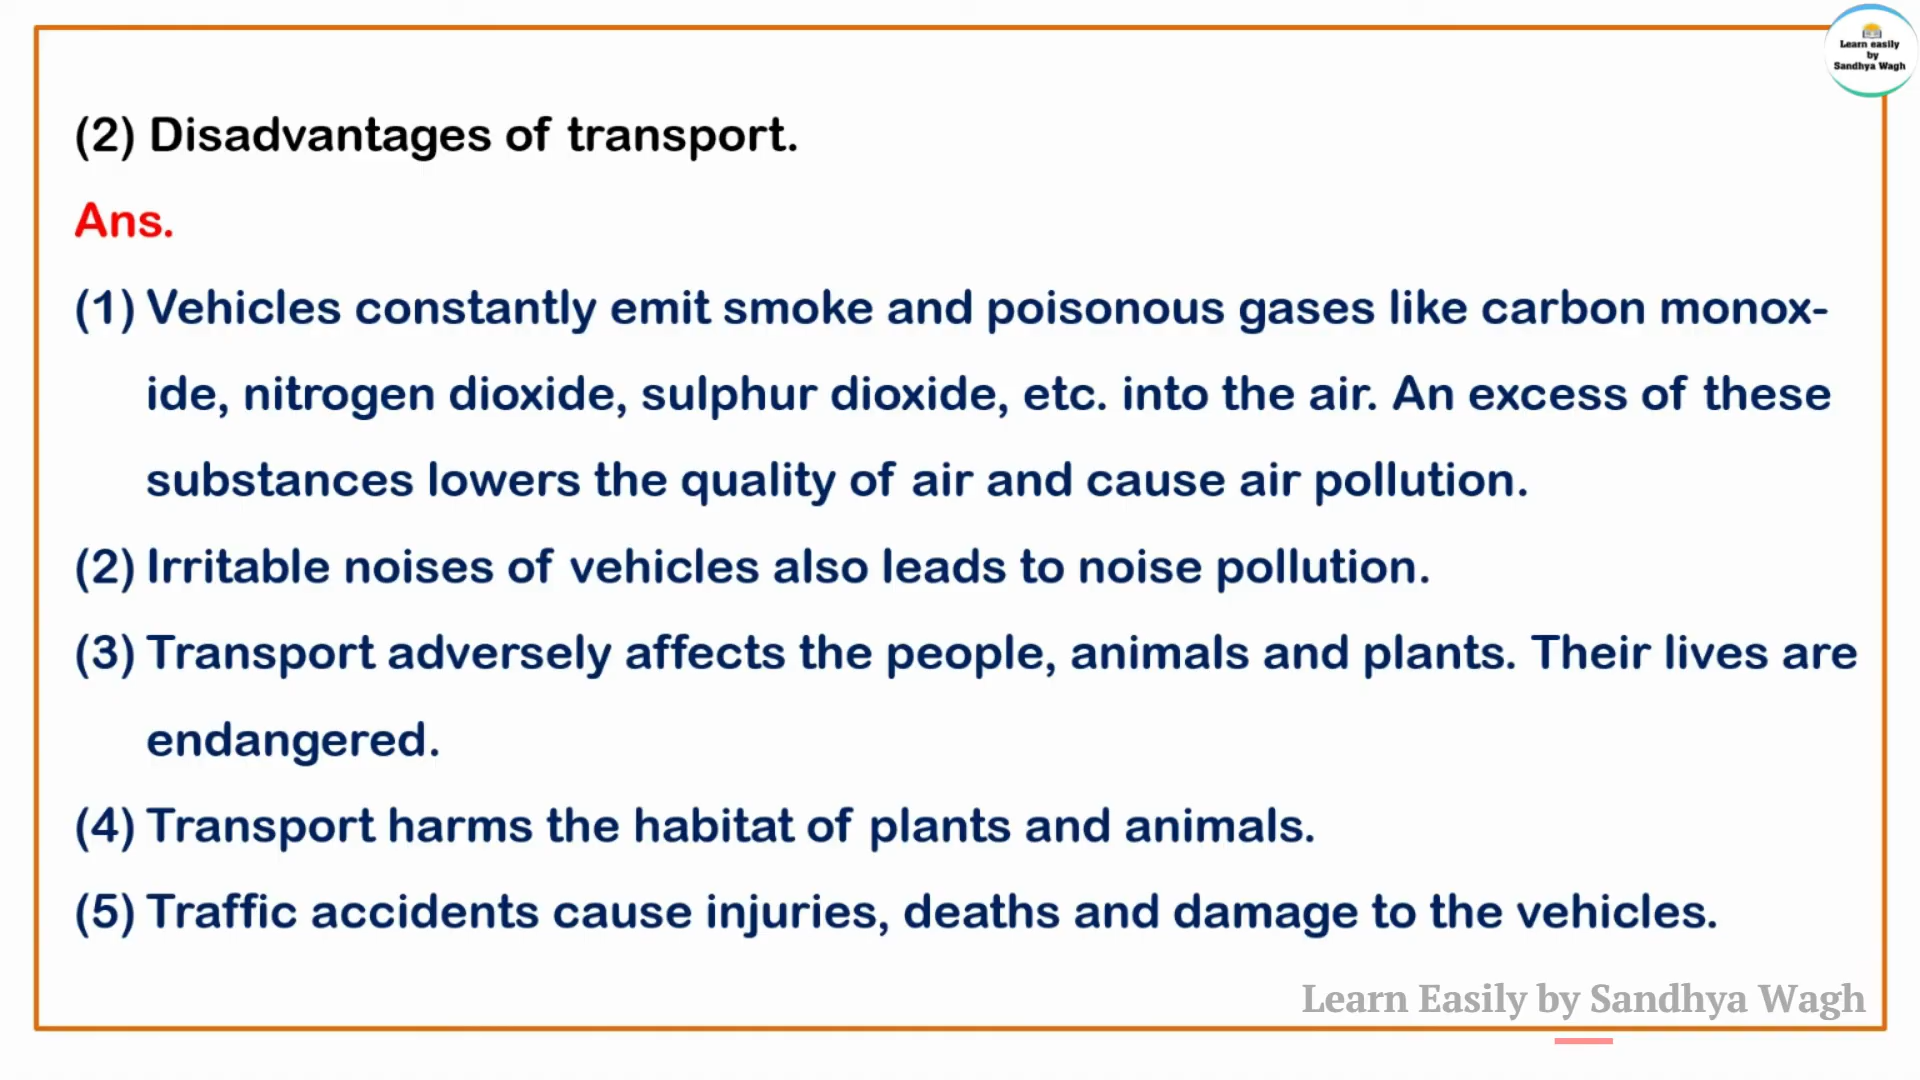 Learn easily
by
Sandhya Wagh
(2) Disadvantages of transport.
Ans.
(1) Vehicles constantly emit smoke and poisonous gases like carbon monox-
ide, nitrogen dioxide, sulphur dioxide, etc. into the air. An excess of these
substances lowers the quality of air and cause air pollution.
(2) Irritable noises of vehicles also leads to noise pollution.
(3) Transport adversely affects the people, animals and plants. Their lives are
endangered.
(4) Transport harms the habitat of plants and animals.
(5) Traffic accidents cause injuries, deaths and damage to the vehicles.
Learn Easily by Sandhya Wagh